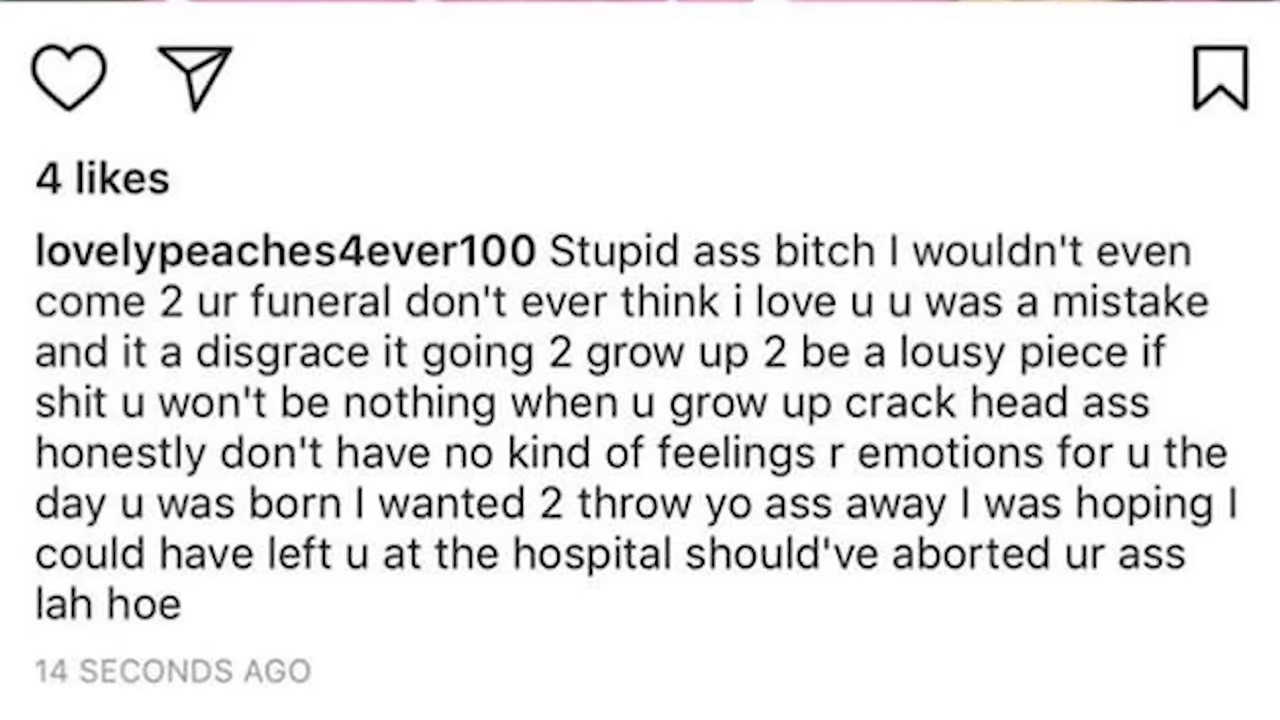 4 likes
lovelypeaches4ever100 Stupid ass bitch I wouldn't even
come 2 ur funeral don't ever think i love u u was a mistake
and it a disgrace it going 2 grow up 2 be a lousy piece if
shit u won't be nothing when u grow up crack head ass
honestly don't have no kind of feelings r emotions for u the
day u was born I wanted 2 throw yo ass away I was hoping I
could have left u at the hospital should've aborted ur ass
lah hoe
14 SECONDS AGO